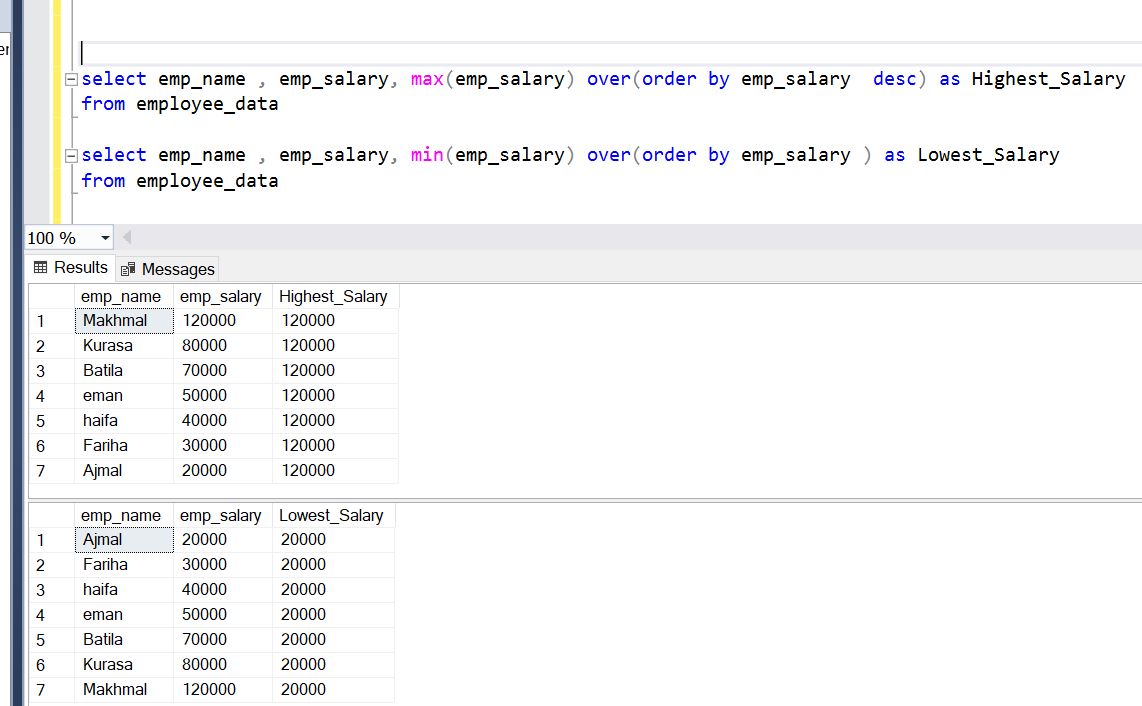 er
select emp_name , emp_salary, max(emp_salary) over(order by emp_salary  desc) as Highest_Salary
from employee_data
select emp_name , emp_salary, min(emp_salary) over(order by emp_salary ) as Lowest_Salary
from employee_data
100 %
Results Messages
emp_name emp_salary Highest_Salary
1 Makhmal 120000 120000
2 Kurasa 80000 120000
3 Batila 70000 120000
4 eman 50000 120000
5 haifa 40000 120000
6 Fariha 30000 120000
7 Ajmal 20000 120000
emp_name emp_salary Lowest_Salary
1 Ajmal 20000 20000
2 Fariha 30000 20000
3 haifa 40000 20000
4 eman 50000 20000
5 Batila 70000 20000
6 Kurasa 80000 20000
7 Makhmal 120000 20000